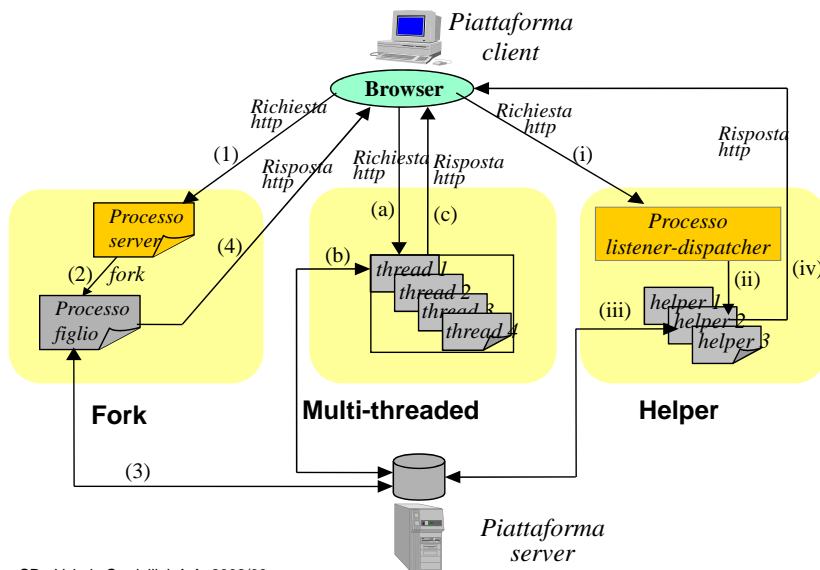 Piattaforma
client
Browser
Richiesta
http
(1)
Risposta
http
Richiesta
http
Risposta
http
Richiesta
http
(i)
Risposta
http
Processo
server
(2)
fork
(4)
Processo
figlio
(a)
(c)
(b)
thread 1
thread 2
thread 3
thread 4
Processo
listener-dispatcher
(ii)
(iv)
(iii)
helper 1
helper 2
helper 3
Fork
Multi-threaded
Helper
(3)
Piattaforma
server